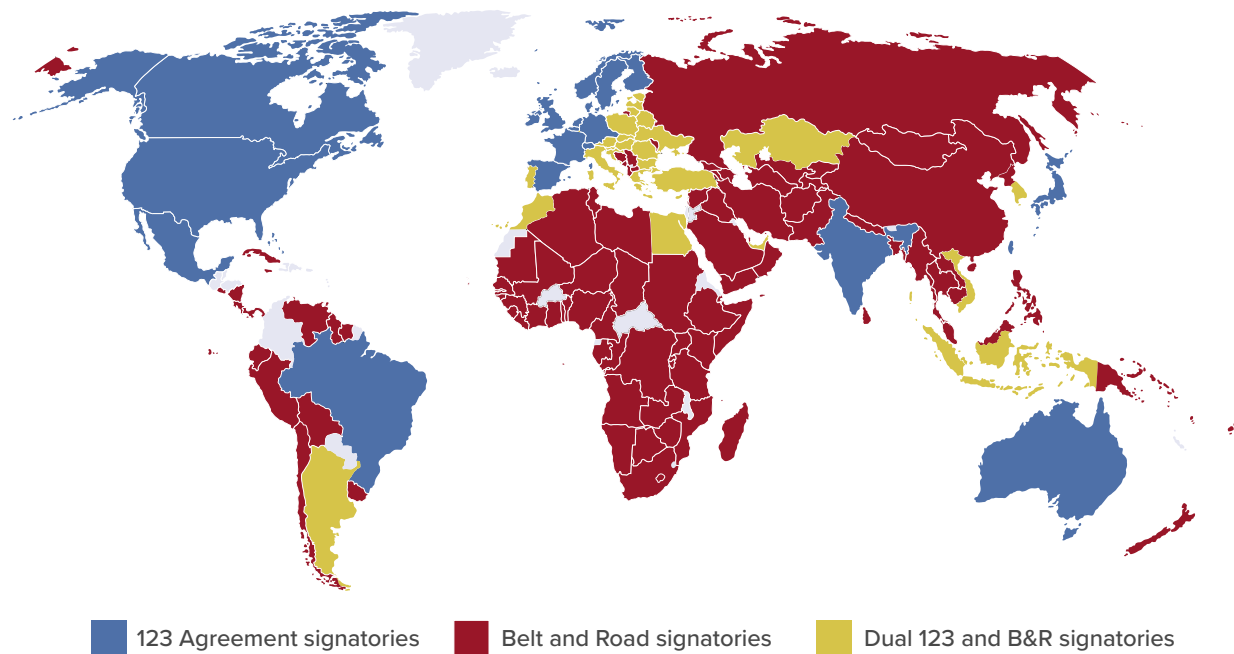 123 Agreement signatories
Belt and Road signatories
Dual 123 and B&R signatories